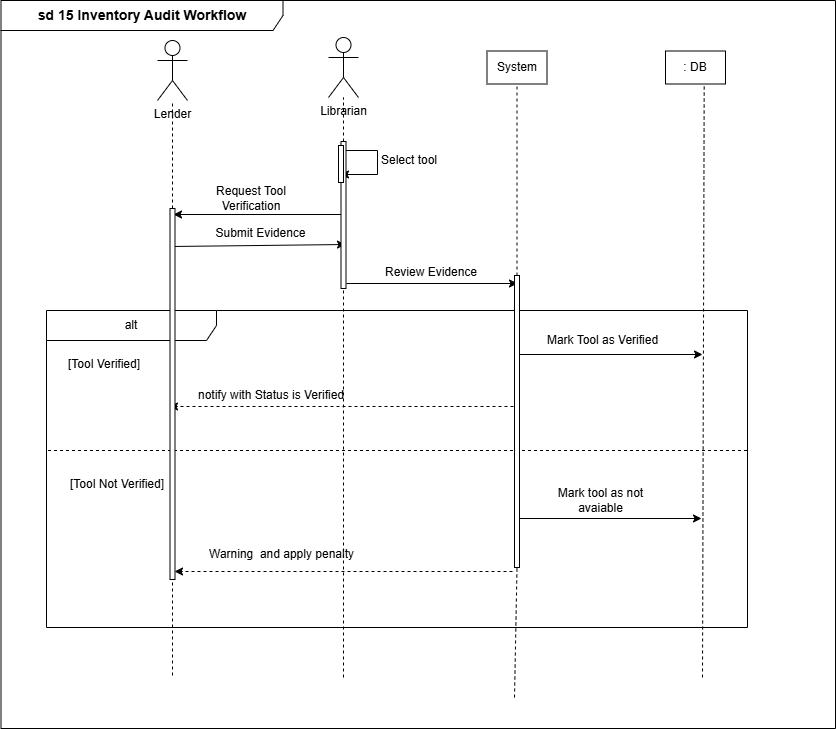 sd 15 Inventory Audit Workflow
Lender
Librarian
System
: DB
Select tool
Request Tool
Verification
Submit Evidence
Review Evidence
alt
Mark Tool as Verified
[Tool Verified]
notify with Status is Verified
[Tool Not Verified]
Mark tool as not
avaiable
Warning  and apply penalty